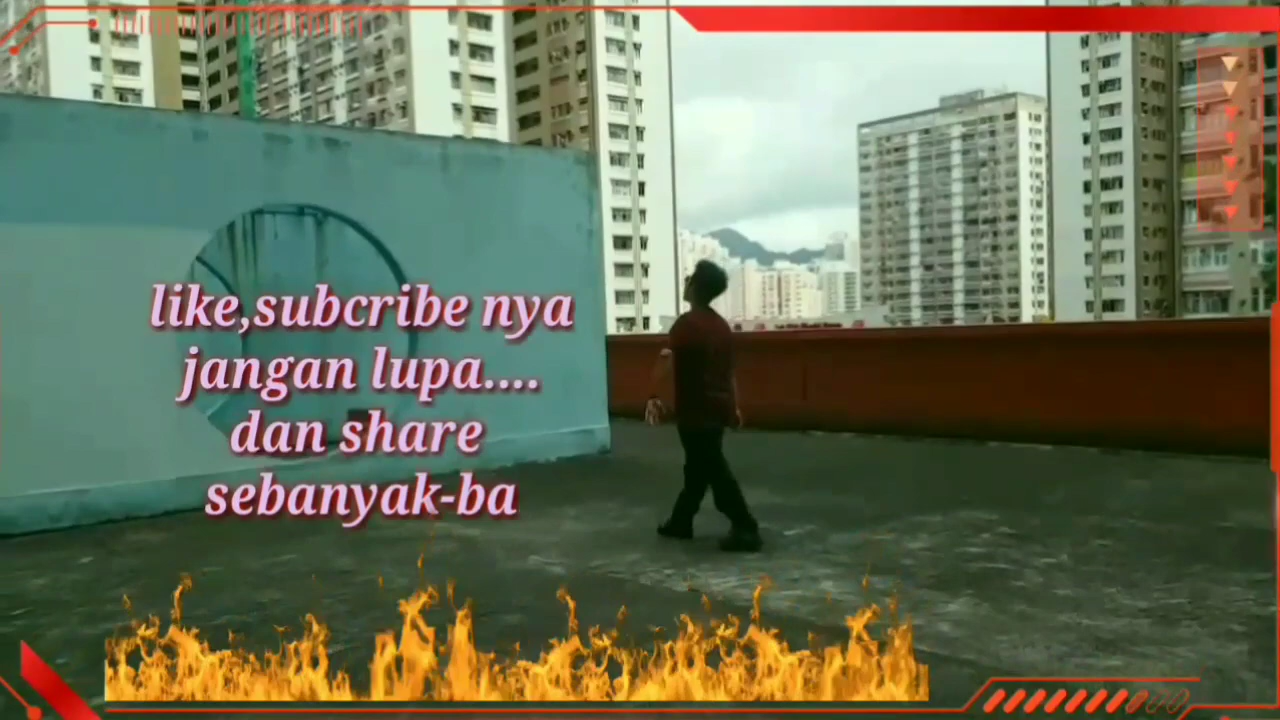 like,subcribe nya
jangan lupa....
dan share
sebanyak-ba